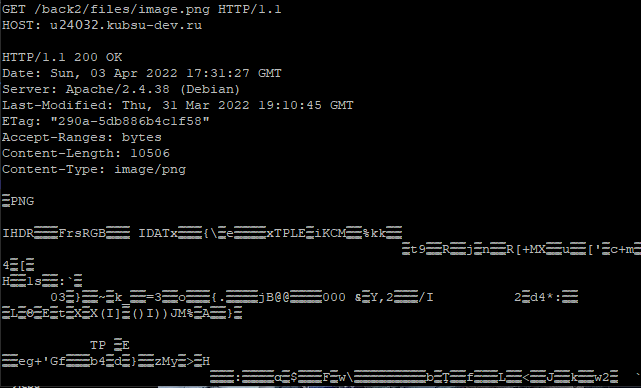 GET /back2/files/image.png HTTP/1.1
HOST: u24032.kubsu-dev.ru
HTTP/1.1 200 OK
Date: Sun, 03 Apr 2022 17:31:27 GMT
Server: Apache/2.4.38 (Debian)
Last-Modified: Thu, 31 Mar 2022 19:10:45 GMT
ETag: "290a-5db886b4c1f58"
Accept-Ranges: bytes
Content-Length: 10506
Content-Type: image/png
PNG
IHDR FrsRGB IDATx {\ e xTPLE iKCM %kk
t9 R j n R[+MX u [' c+m
4 [
H ls :`
03 } ~ k =3 o {. jB@@ 000 & Y,2 /I 2 d4*:
L 8 E t X X(I] ()I))JM% A }
TP E
eg+'Gf b4 d } zMy > H
: q S F w\ b T f L < J k w2 `